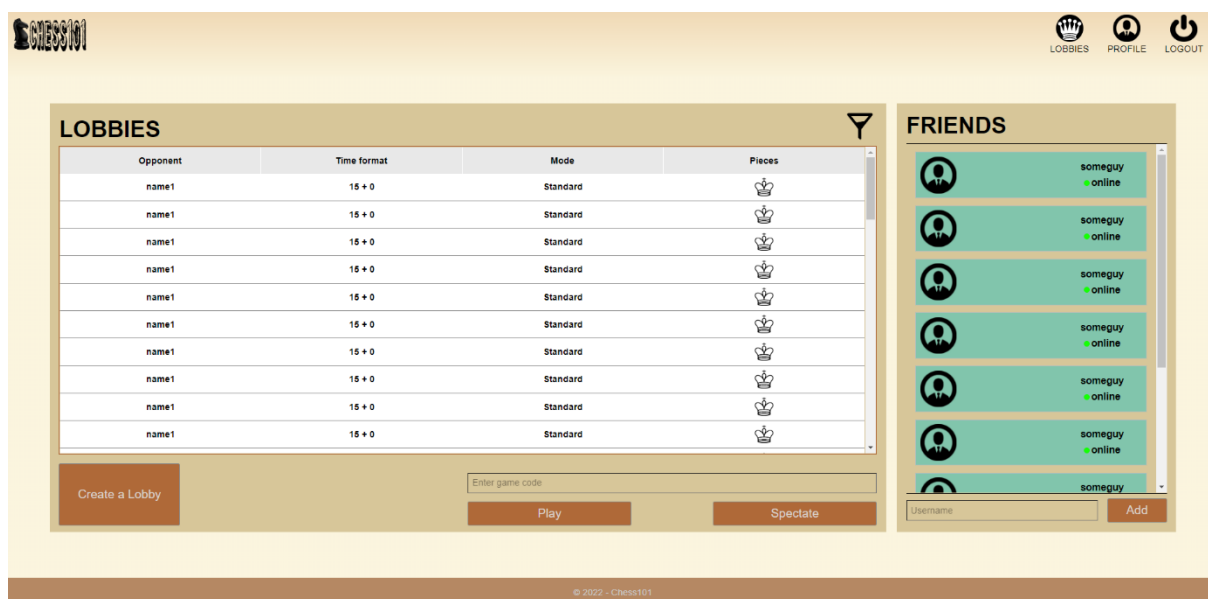 CHESS101
LOBBIES PROFILE LOGOUT
LOBBIES
Opponent Time format Mode Pieces
name1 15 + 0 Standard
name1 15 + 0 Standard
name1 15 + 0 Standard
name1 15 + 0 Standard
name1 15 + 0 Standard
name1 15 + 0 Standard
name1 15 + 0 Standard
name1 15 + 0 Standard
name1 15 + 0 Standard
name1 15 + 0 Standard
Create a Lobby
Enter game code
Play Spectate
FRIENDS
someguy
online
someguy
online
someguy
online
someguy
online
someguy
online
someguy
online
someguy
Username Add
© 2022 - Chess101